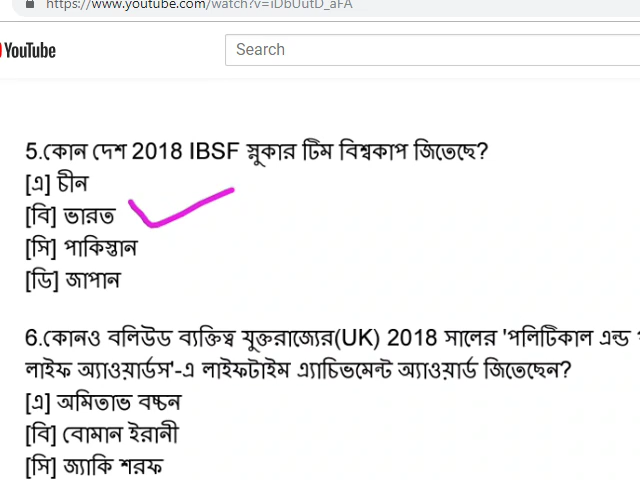 https://www.youtube.com/watch?v=iDbUutD_aFA
YouTube
Search
5.কোন দেশ 2018 IBSF স্নুকার টিম বিশ্বকাপ জিতেছে?
[এ] চীন
[বি] ভারত
[সি] পাকিস্তান
[ডি] জাপান
6.কোনও বলিউড ব্যক্তিত্ব যুক্তরাজ্যের(UK) 2018 সালের 'পলিটিকাল এন্ড
লাইফ অ্যাওয়ার্ডস'-এ লাইফটাইম এ্যাচিভমেন্ট অ্যাওয়ার্ড জিতেছেন?
[এ] অমিতাভ বচ্চন
[বি] বোমান ইরানী
[সি] জ্যাকি শরফ